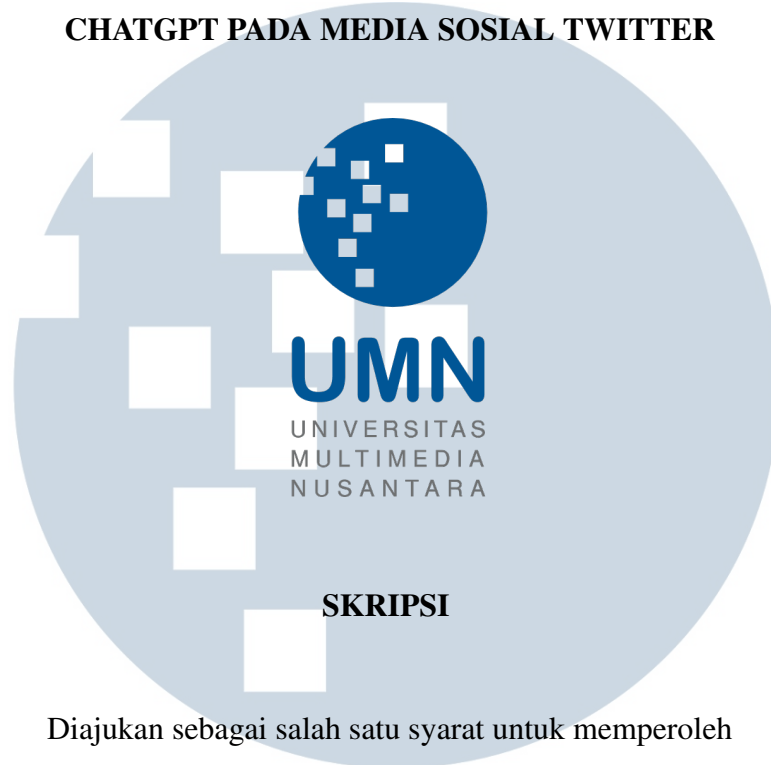 CHATGPT PADA MEDIA SOSIAL TWITTER
UMN
UNIVERSITAS
MULTIMEDIA
NUSANTARA
SKRIPSI
Diajukan sebagai salah satu syarat untuk memperoleh